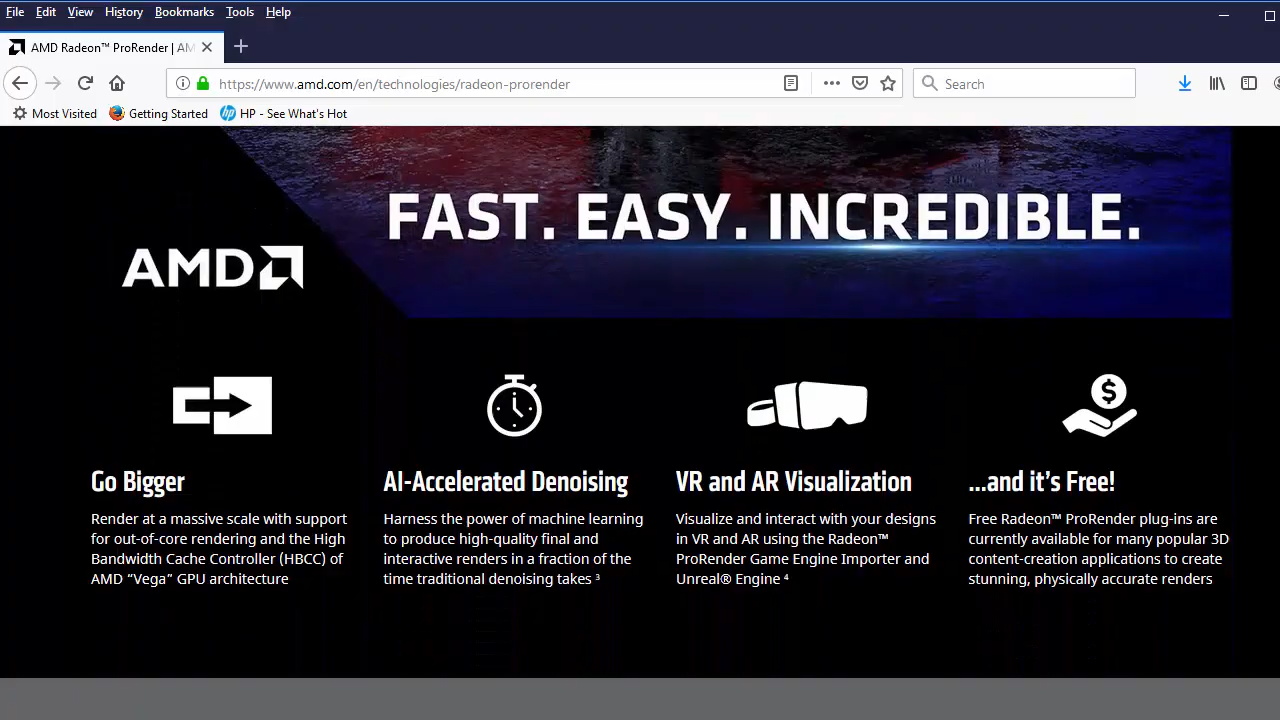 File Edit View History Bookmarks Tools Help
AMD Radeon™ ProRender | AM
https://www.amd.com/en/technologies/radeon-prorender
Search
Most Visited Getting Started HP - See What's Hot
FAST. EASY. INCREDIBLE.
AMD
Go Bigger
Render at a massive scale with support
for out-of-core rendering and the High
Bandwidth Cache Controller (HBCC) of
AMD “Vega” GPU architecture
AI-Accelerated Denoising
Harness the power of machine learning
to produce high-quality final and
interactive renders in a fraction of the
time traditional denoising takes ³
VR and AR Visualization
Visualize and interact with your designs
in VR and AR using the Radeon™
ProRender Game Engine Importer and
Unreal® Engine ⁴
...and it’s Free!
Free Radeon™ ProRender plug-ins are
currently available for many popular 3D
content-creation applications to create
stunning, physically accurate renders